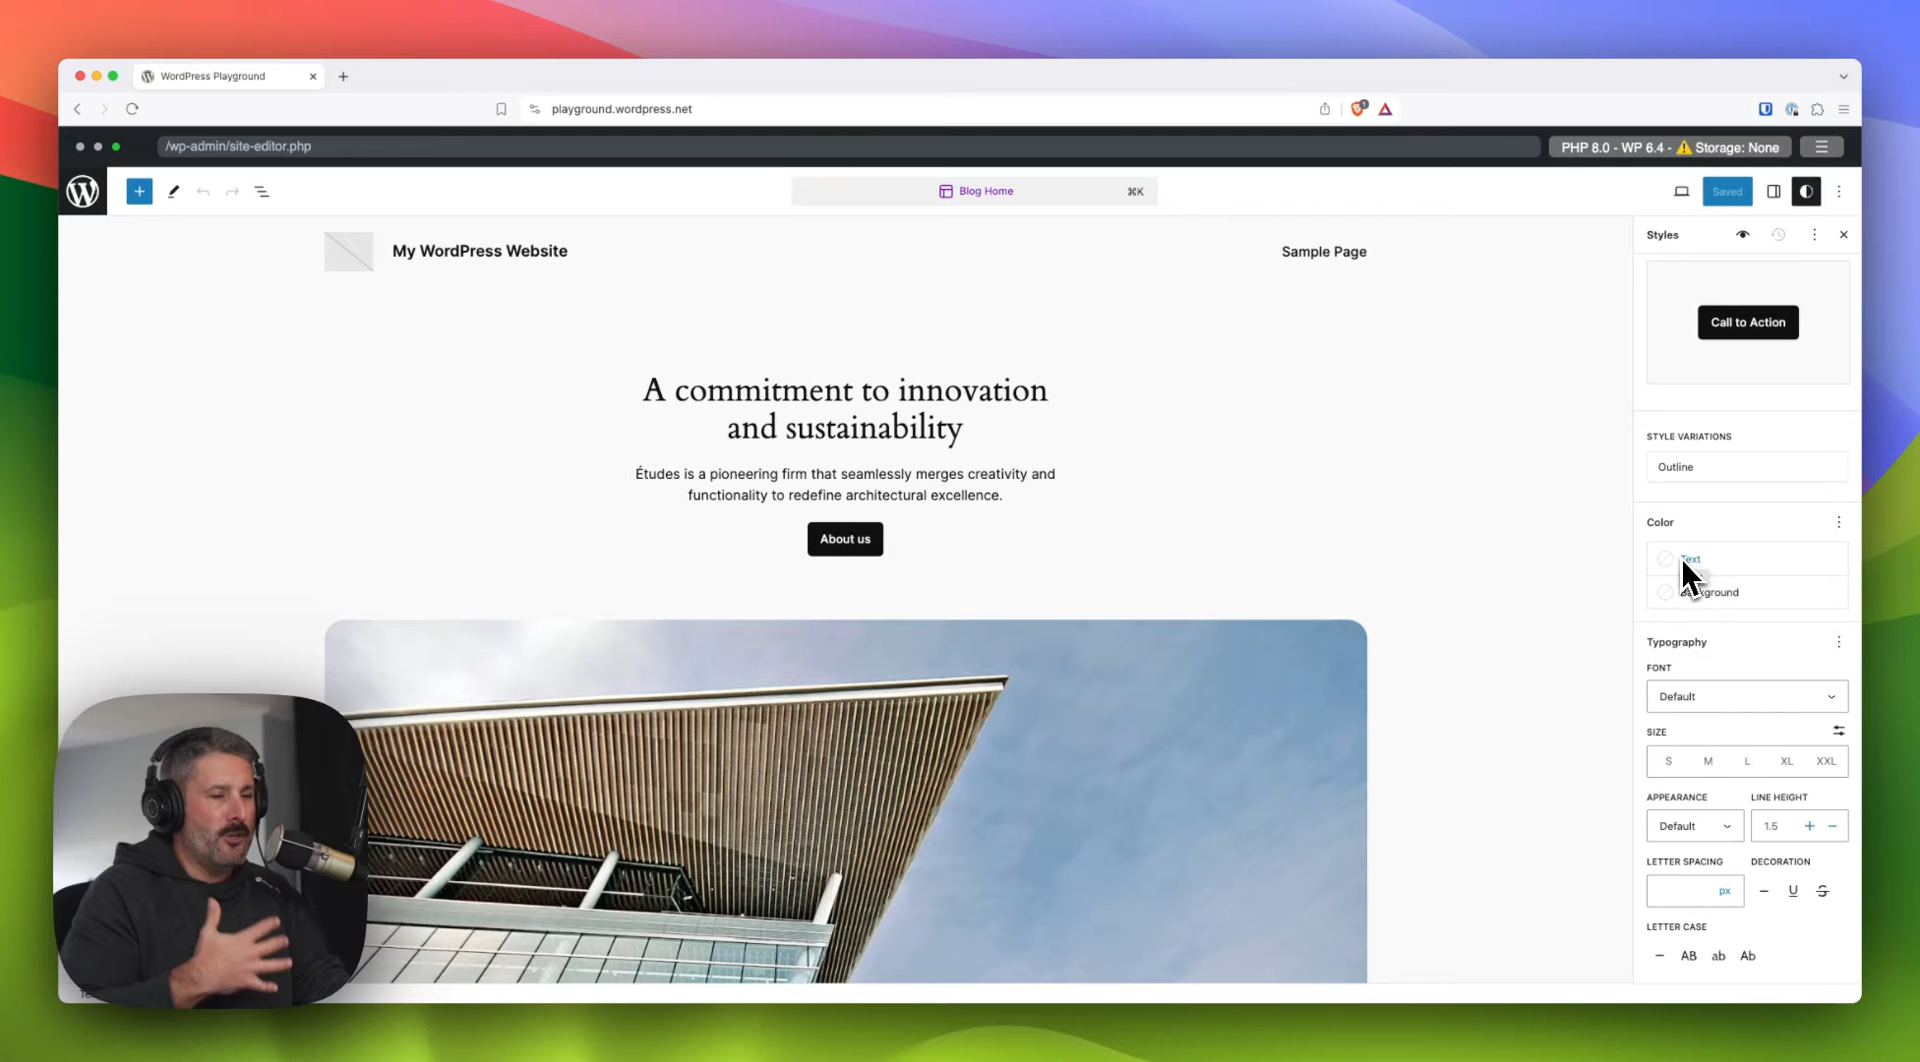 WordPress Playground
playground.wordpress.net
1
/wp-admin/site-editor.php
PHP 8.0 - WP 6.4 - ⚠️ Storage: None
Blog Home
⌘K
Saved
My WordPress Website
Sample Page
A commitment to innovation
and sustainability
Études is a pioneering firm that seamlessly merges creativity and
functionality to redefine architectural excellence.
About us
Styles
Call to Action
STYLE VARIATIONS
Outline
Color
Text
Background
Typography
FONT
Default
SIZE
S M L XL XXL
APPEARANCE LINE HEIGHT
Default 1.5 + −
LETTER SPACING DECORATION
px − U S
LETTER CASE
− AB ab Ab